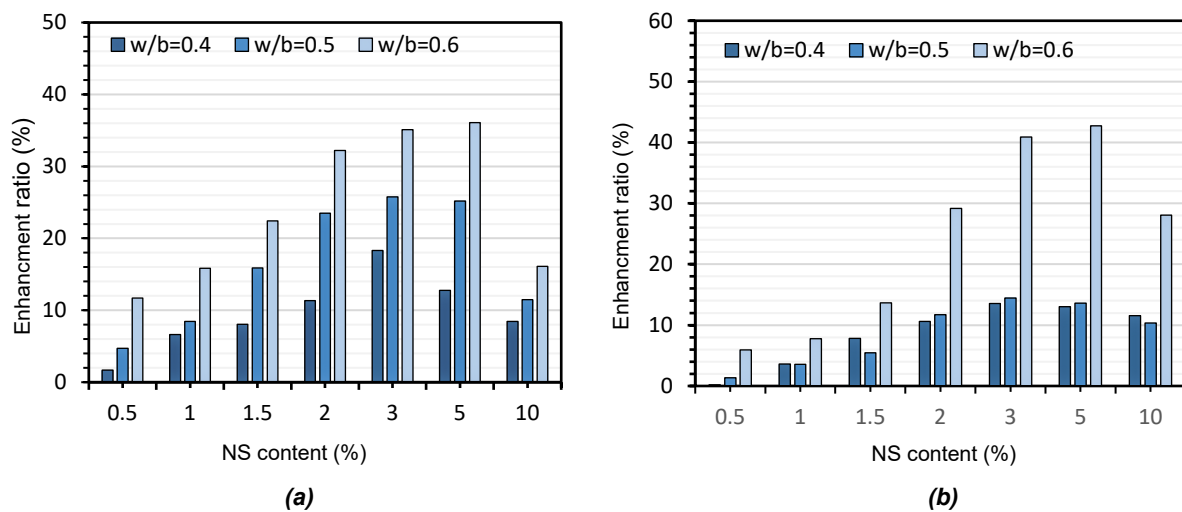 50
40
30
20
10
0
Enhancment ratio (%)
w/b=0.4 w/b=0.5 w/b=0.6
0.5 1 1.5 2 3 5 10
NS content (%)
(a)
60
50
40
30
20
10
0
Enhancment ratio (%)
w/b=0.4 w/b=0.5 w/b=0.6
0.5 1 1.5 2 3 5 10
NS content (%)
(b)